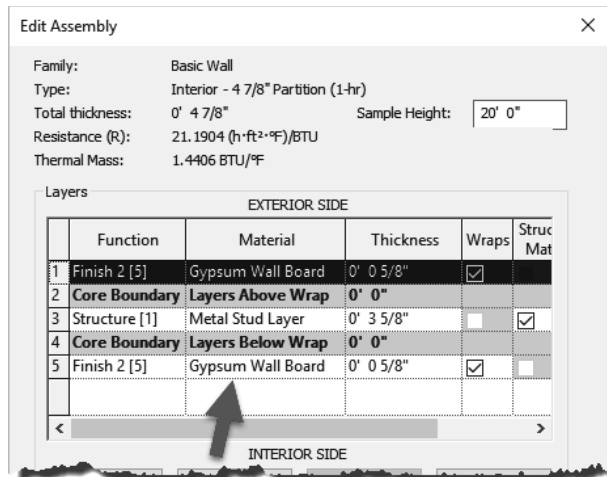 Edit Assembly
Family: Basic Wall
Type: Interior - 4 7/8" Partition (1-hr)
Total thickness: 0' 4 7/8" Sample Height: 20' 0"
Resistance (R): 21.1904 (h·ft²·°F)/BTU
Thermal Mass: 1.4406 BTU/°F
Layers
EXTERIOR SIDE
Function Material Thickness Wraps Struc Mat
1 Finish 2 [5] Gypsum Wall Board 0' 0 5/8"
2 Core Boundary Layers Above Wrap 0' 0"
3 Structure [1] Metal Stud Layer 0' 3 5/8"
4 Core Boundary Layers Below Wrap 0' 0"
5 Finish 2 [5] Gypsum Wall Board 0' 0 5/8"
INTERIOR SIDE